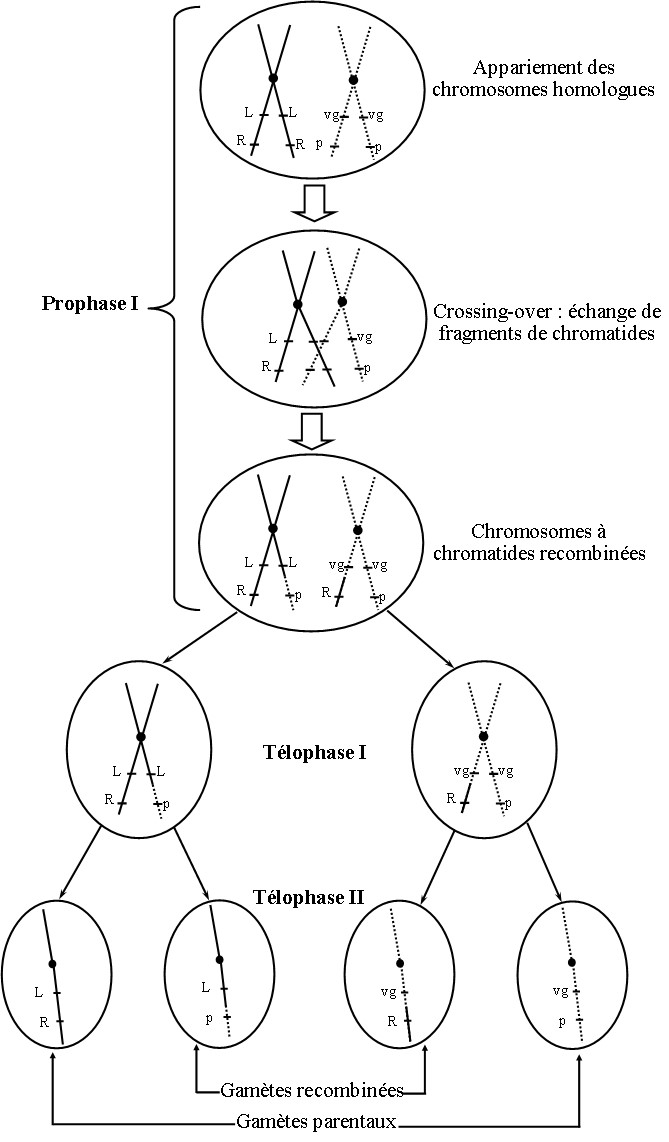 Appariement des
chromosomes homologues
L L vg vg
R R p p
Prophase I
Crossing-over : échange de
fragments de chromatides
L vg
R p
Chromosomes à
chromatides recombinées
L L vg vg
R p R p
Télophase I
L L vg vg
R p R p
Télophase II
L L vg vg
R p R p
Gamètes recombinées
Gamètes parentaux